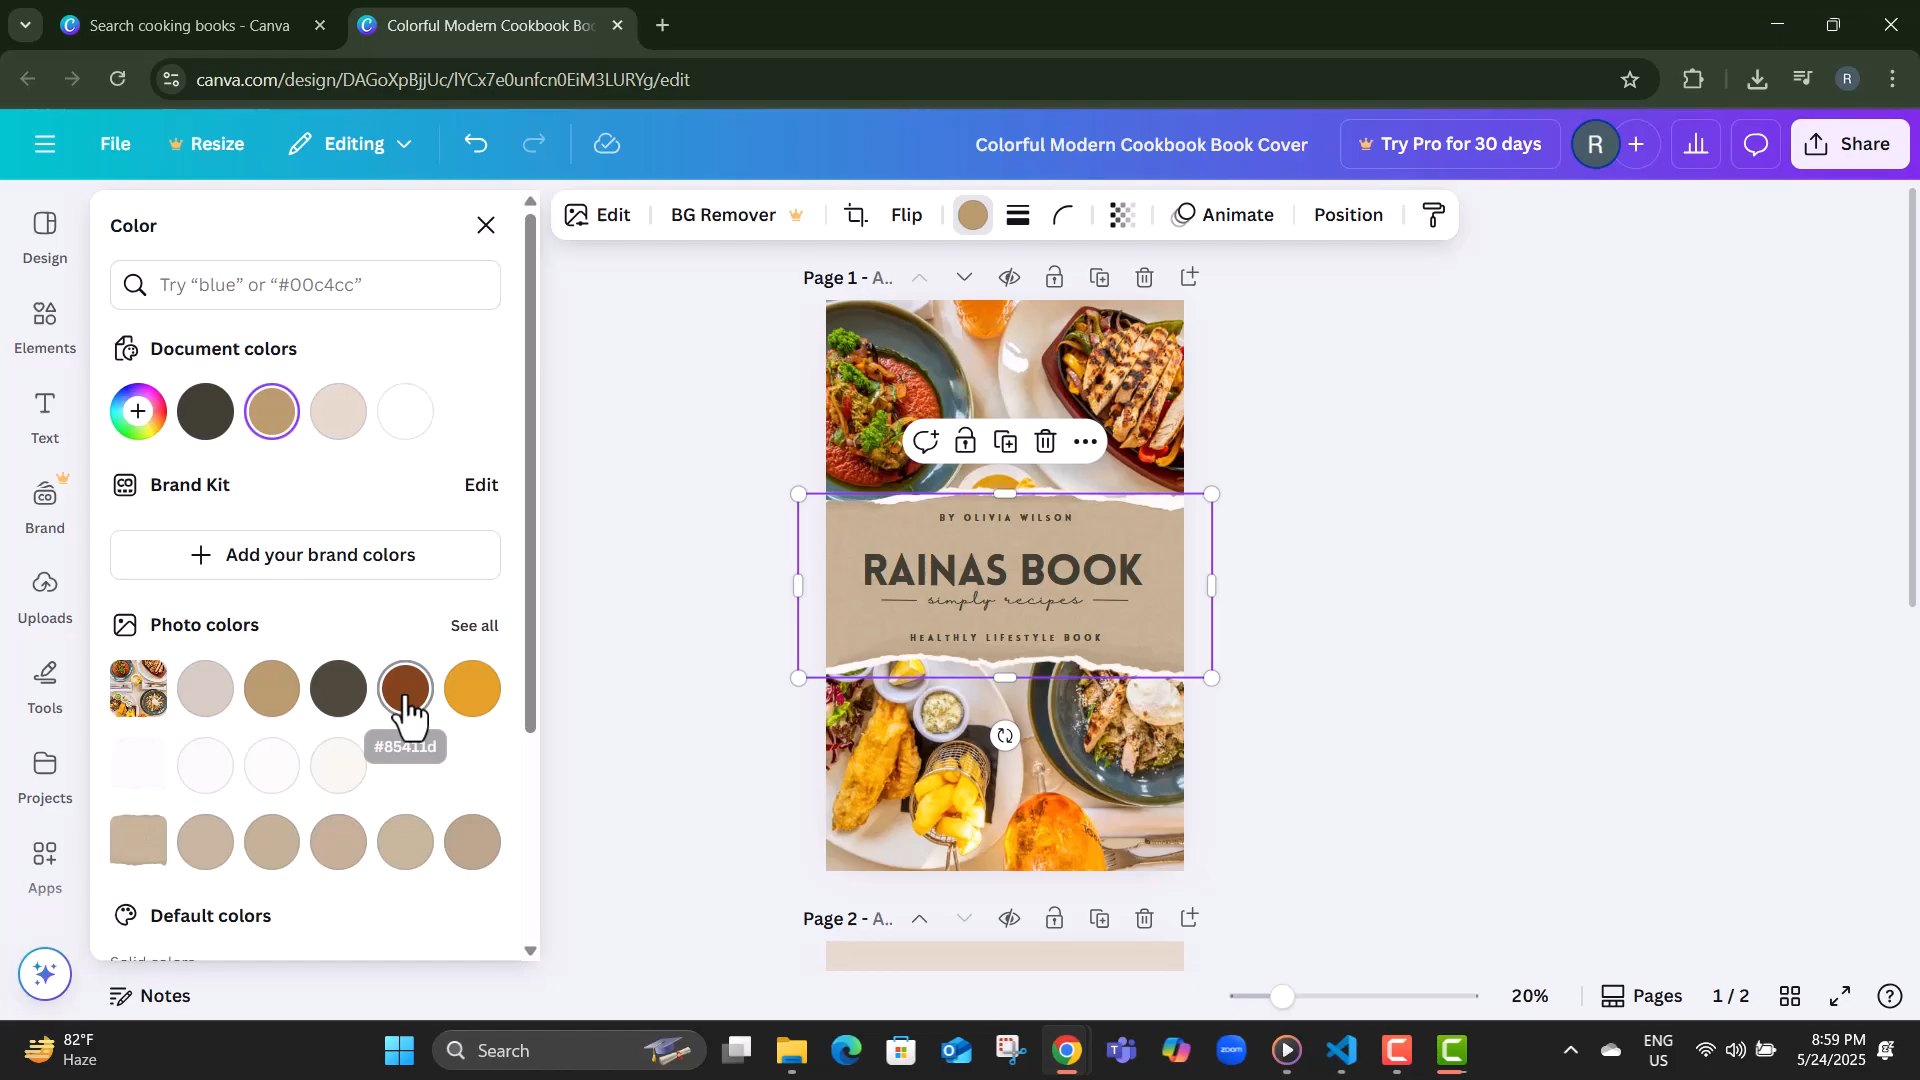 Search cooking books - Canva
Colorful Modern Cookbook Boo
canva.com/design/DAGoXpBjjUc/lYCx7e0unfcn0EiM3LURYg/edit
R
File
Resize
Editing
Colorful Modern Cookbook Book Cover
Try Pro for 30 days
R
Share
Design
Elements
Text
Brand
Uploads
Tools
Projects
Apps
Color
Try “blue” or “#00c4cc”
Document colors
Brand Kit
Edit
Add your brand colors
Photo colors
See all
#85411d
Default colors
Solid colors
Notes
Edit
BG Remover
Flip
Animate
Position
Page 1 - A..
BY OLIVIA WILSON
RAINAS BOOK
simply recipes
HEALTHLY LIFESTYLE BOOK
Page 2 - A..
20%
Pages
1 / 2
82°F
Haze
Search
zoom
ENG
US
8:59 PM
5/24/2025